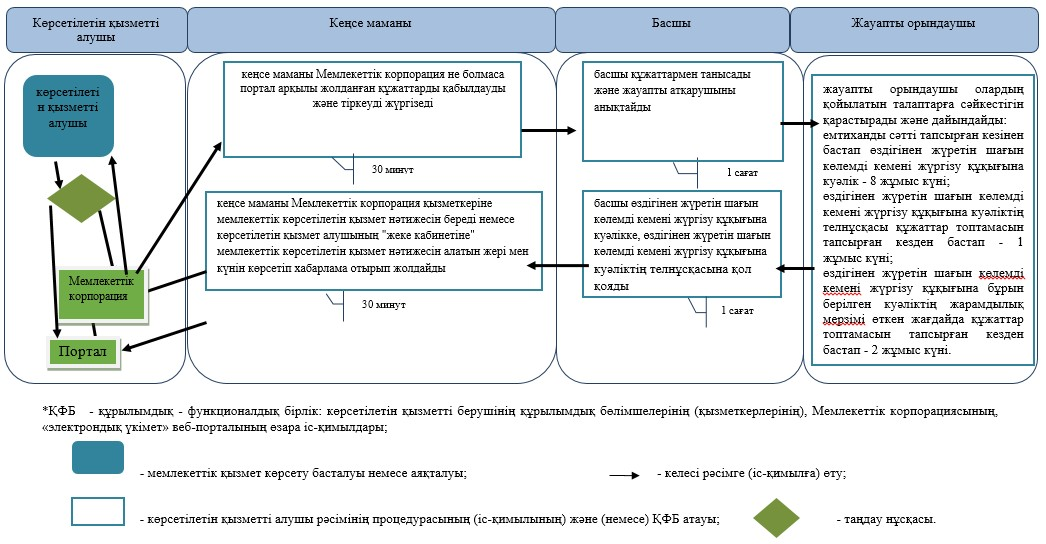 Көрсетілетін қызметті
алушы
Кеңсе маманы
Басшы
Жауапты орындаушы
көрсетілеті
н қызметті
алушы
Мемлекеттік
корпорация
Портал
кеңсе маманы Мемлекеттік корпорация не болмаса
портал арқылы жолданған құжаттарды қабылдауды
және тіркеуді жүргізеді
30 минут
кеңсе маманы Мемлекеттік корпорация қызметкеріне
мемлекеттік көрсетілетін қызмет нәтижесін береді немесе
көрсетілетін қызмет алушының "жеке кабинетіне"
мемлекеттік көрсетілетін қызмет нәтижесін алатын жері мен
күнін көрсетіп хабарлама отырып жолдайды
30 минут
басшы құжаттармен танысады
және жауапты атқарушыны
анықтайды
1 сағат
басшы өздігінен жүретін шағын
көлемді кемені жүргізу құқығына
куәлікке, өздігінен жүретін шағын
көлемді кемені жүргізу құқығына
куәліктің телнұсқасына қол
қояды
1 сағат
жауапты орындаушы олардың
қойылатын талаптарға сәйкестігін
қарастырады және дайындайды:
емтиханды сәтті тапсырған кезінен
бастап өздігінен жүретін шағын
көлемді кемені жүргізу құқығына
куәлік - 8 жұмыс күні;
өздігінен жүретін шағын көлемді
кемені жүргізу құқығына куәліктің
телнұсқасы құжаттар топтамасын
тапсырған кезден бастап - 1
жұмыс күні;
өздігінен жүретін шағын көлемді
кемені жүргізу құқығына бұрын
берілген куәліктің жарамдылық
мерзімі өткен жағдайда құжаттар
топтамасын тапсырған кезден
бастап - 2 жұмыс күні.
*ҚФБ - құрылымдық - функционалдық бірлік: көрсетілетін қызметті берушінің құрылымдық бөлімшелерінің (қызметкерлерінің), Мемлекеттік корпорациясының,
«электрондық үкімет» веб-порталының өзара іс-қимылдары;
- мемлекеттік қызмет көрсету басталуы немесе аяқталуы;
- келесі рәсімге (іс-қимылға) өту;
- көрсетілетін қызметті алушы рәсімінің процедурасының (іс-қимылының) және (немесе) ҚФБ атауы;
- таңдау нұсқасы.